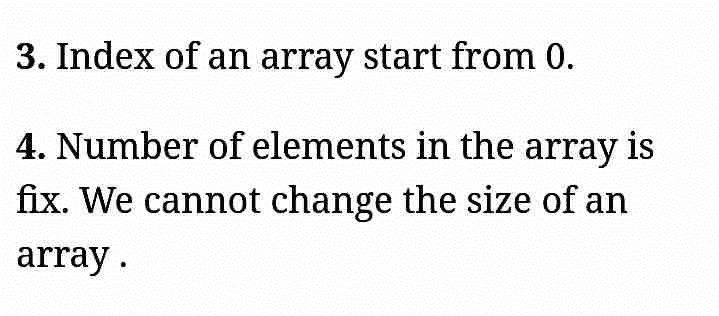 3. Index of an array start from 0.
4. Number of elements in the array is
fix. We cannot change the size of an
array .